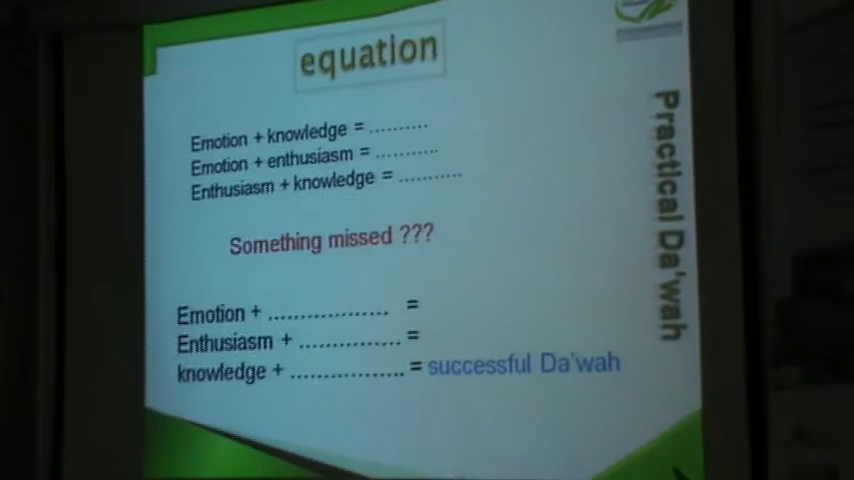 equation
Emotion + knowledge = ..........
Emotion + enthusiasm = ...........
Enthusiasm + knowledge = ...........
Something missed ???
Emotion + .................. =
Enthusiasm + ............... =
knowledge + ................. = successful Da'wah
Practical Da'wah